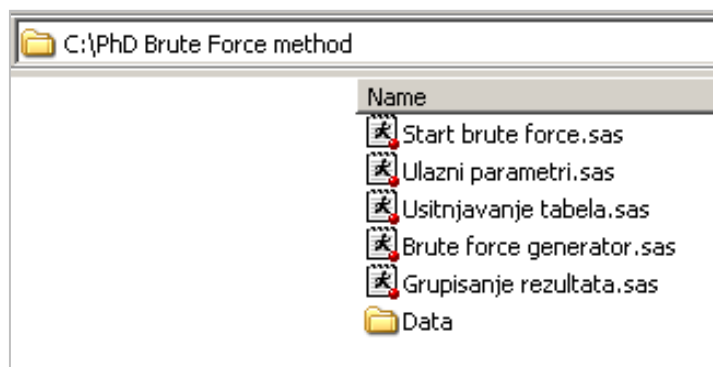 C:\PhD Brute Force method
Name
Start brute force.sas
Ulazni parametri.sas
Usitnjavanje tabela.sas
Brute force generator.sas
Grupisanje rezultata.sas
Data